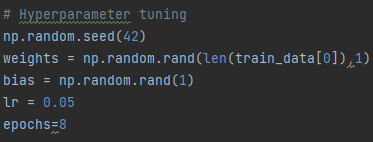 # Hyperparameter tuning
np.random.seed(42)
weights = np.random.rand(len(train_data[0]),1)
bias = np.random.rand(1)
lr = 0.05
epochs=8